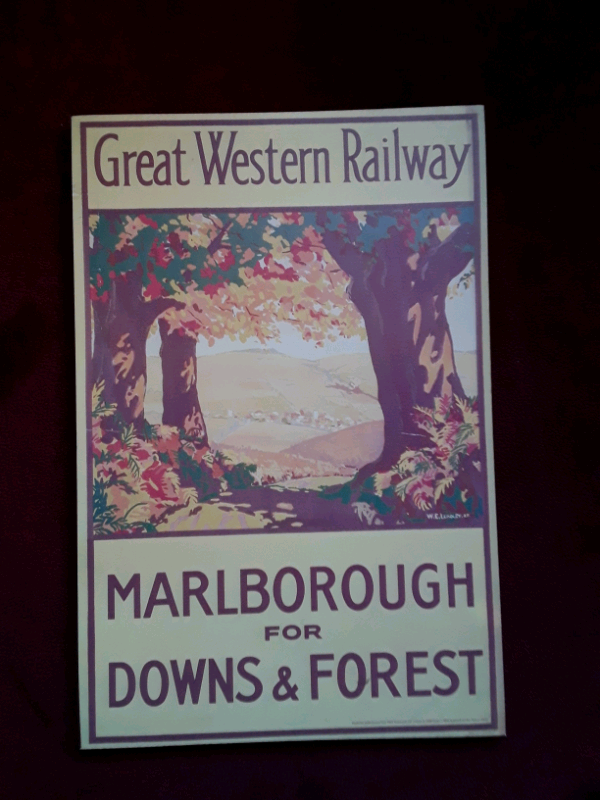 Great Western Railway
MARLBOROUGH
FOR
DOWNS & FOREST